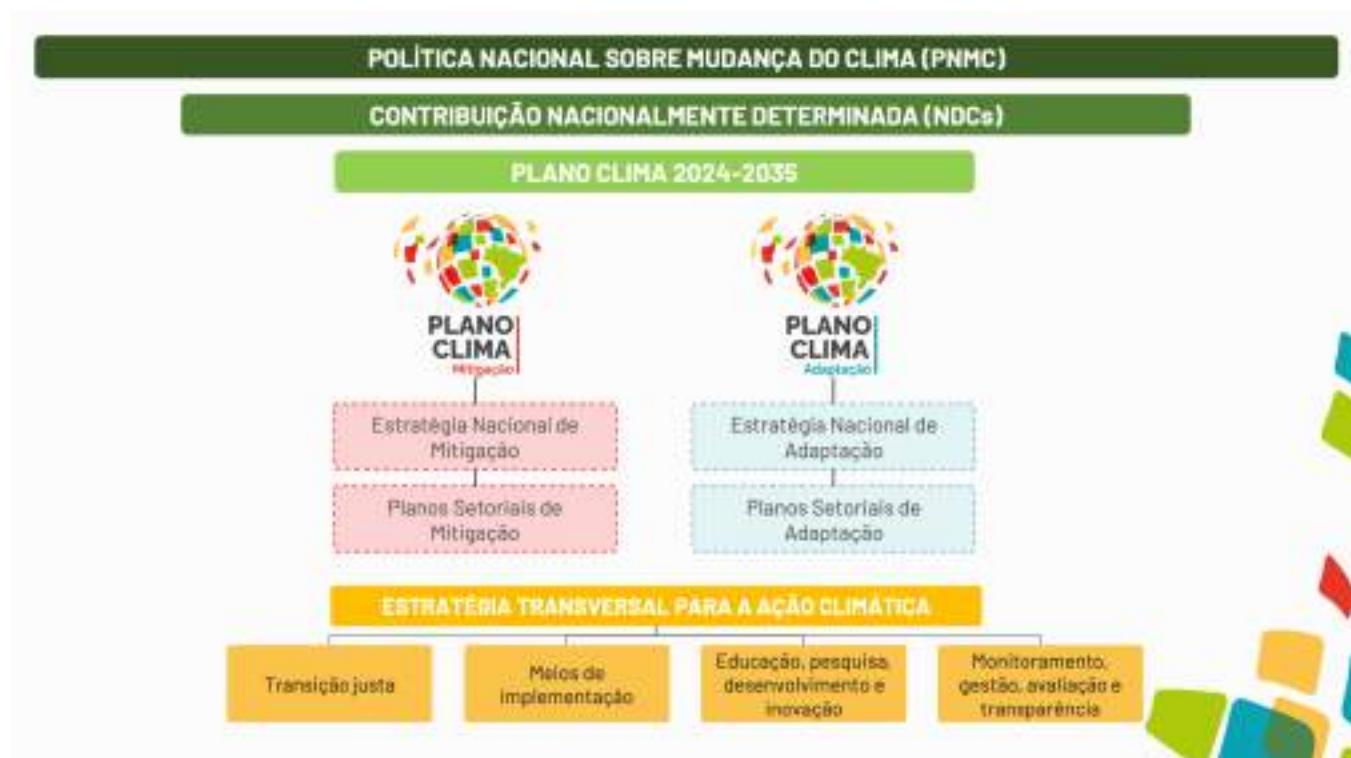 POLÍTICA NACIONAL SOBRE MUDANÇA DO CLIMA (PNMC)
CONTRIBUIÇÃO NACIONALMENTE DETERMINADA (NDCs)
PLANO CLIMA 2024-2035
PLANO
CLIMA
Mitigação
PLANO
CLIMA
Adaptação
Estratégia Nacional de
Mitigação
Estratégia Nacional de
Adaptação
Planos Setoriais de
Mitigação
Planos Setoriais de
Adaptação
ESTRATÉGIA TRANSVERSAL PARA A AÇÃO CLIMÁTICA
Transição justa
Meios de
implementação
Educação, pesquisa,
desenvolvimento e
inovação
Monitoramento,
gestão, avaliação e
transparência